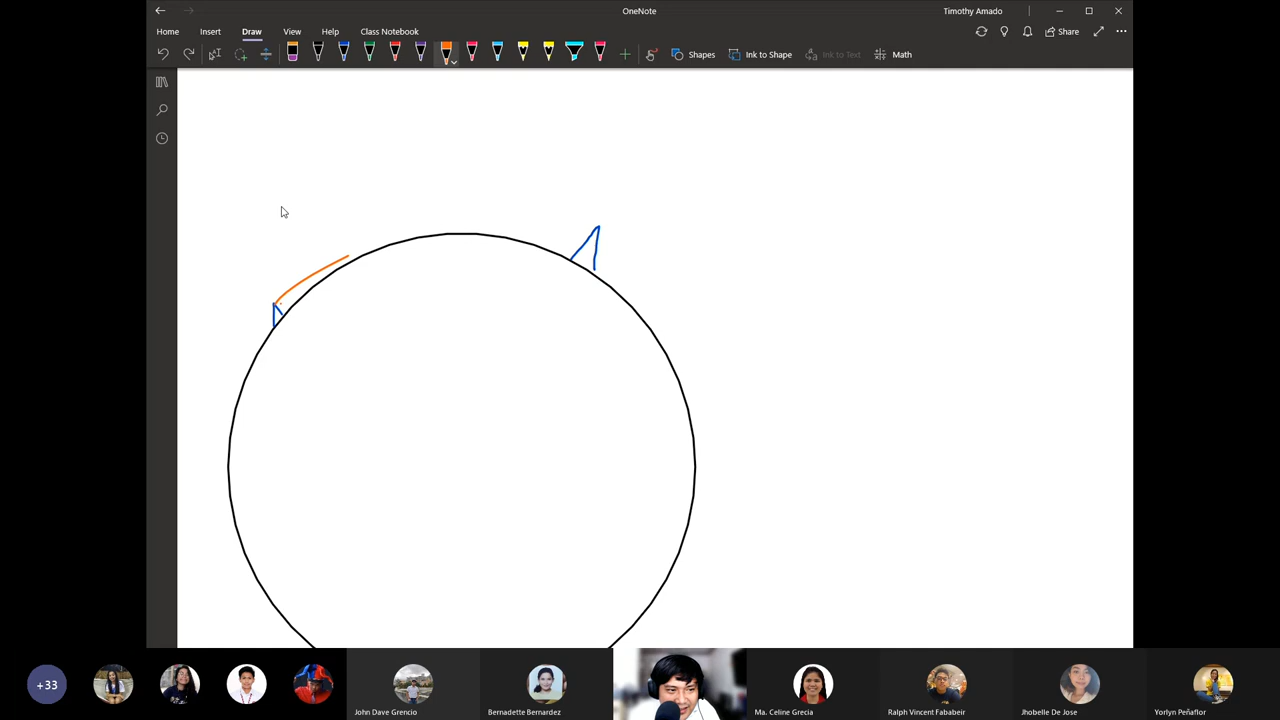 OneNote
Timothy Amado
Home Insert Draw View Help Class Notebook
Share
Shapes Ink to Shape Ink to Text Math
+33
John Dave Grencio
Bernadette Bernardez
Ma. Celine Grecia
Ralph Vincent Fababeir
Jhobelle De Jose
Yorlyn Peñaflor